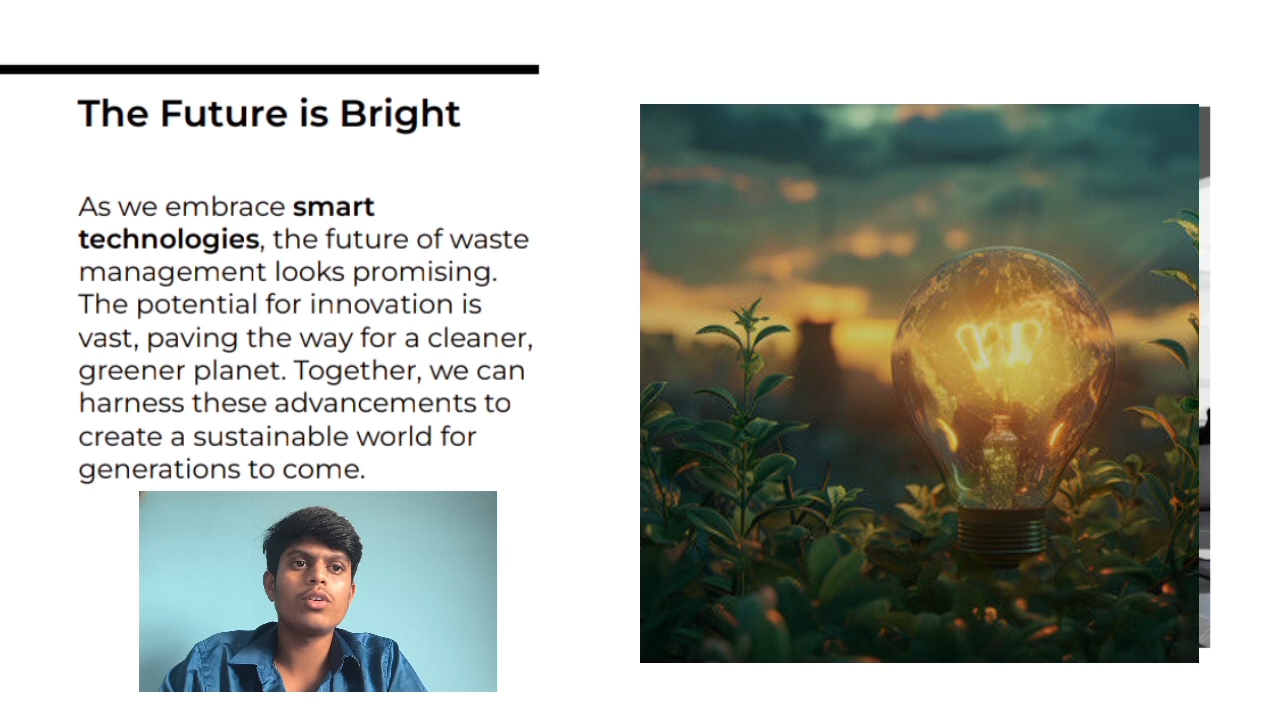 The Future is Bright
As we embrace smart
technologies, the future of waste
management looks promising.
The potential for innovation is
vast, paving the way for a cleaner,
greener planet. Together, we can
harness these advancements to
create a sustainable world for
generations to come.